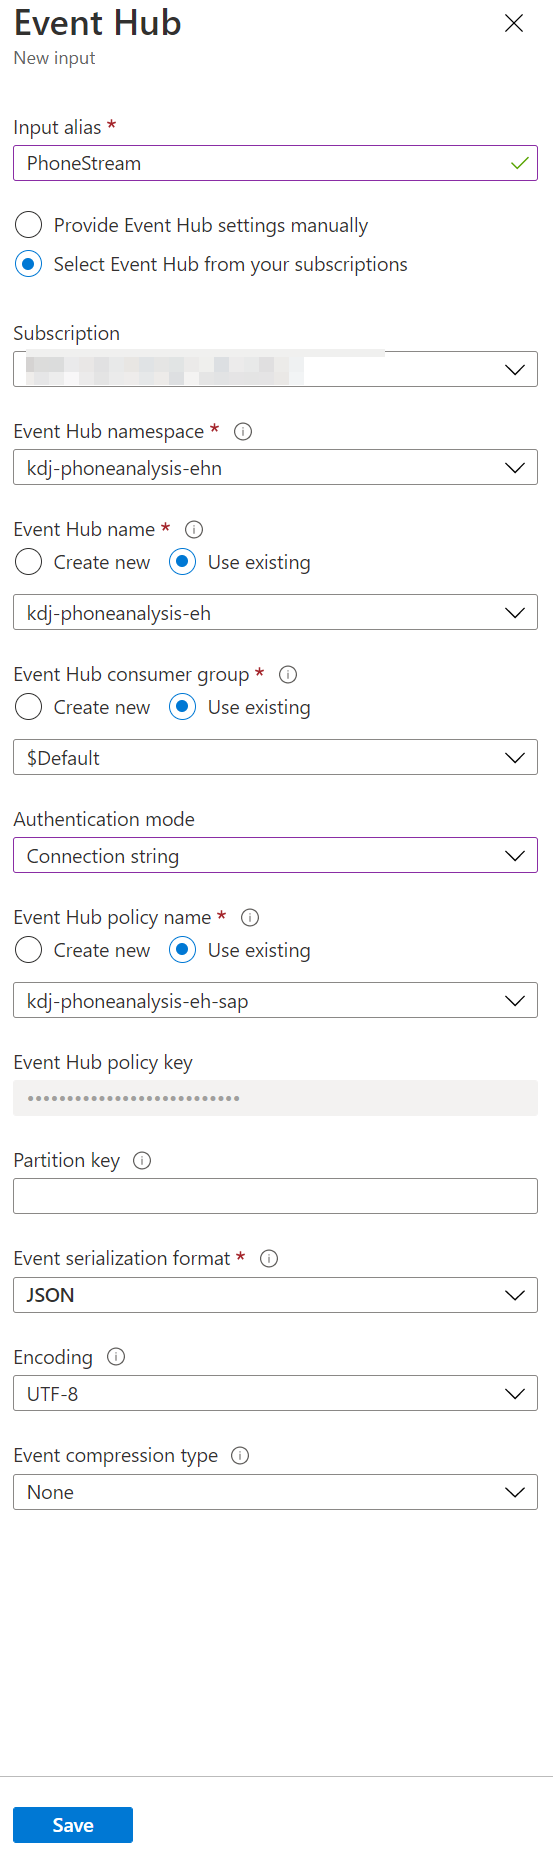 Event Hub
New input
Input alias *
PhoneStream
Provide Event Hub settings manually
Select Event Hub from your subscriptions
Subscription
Event Hub namespace *
kdj-phoneanalysis-ehn
Event Hub name *
Create new Use existing
kdj-phoneanalysis-eh
Event Hub consumer group *
Create new Use existing
$Default
Authentication mode
Connection string
Event Hub policy name *
Create new Use existing
kdj-phoneanalysis-eh-sap
Event Hub policy key
•••••••••••••••••••••••••••
Partition key
Event serialization format *
JSON
Encoding
UTF-8
Event compression type
None
Save